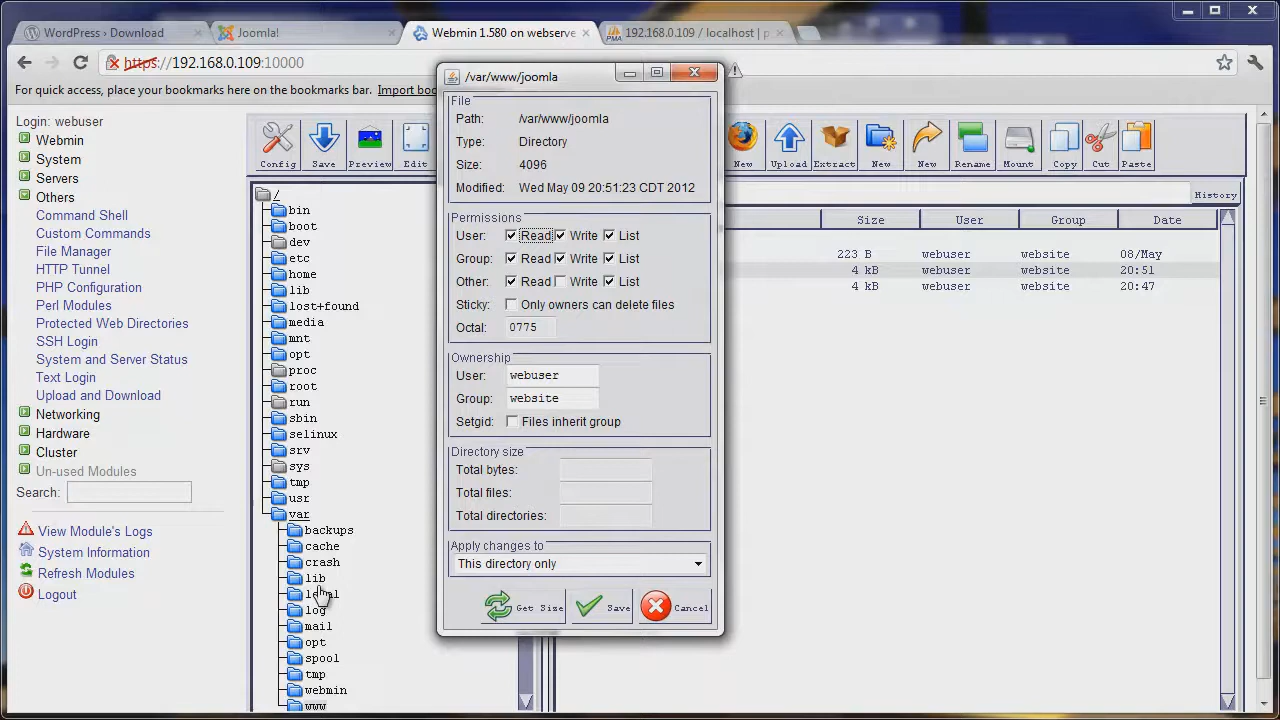 WordPress › Download
Joomla!
Webmin 1.580 on webserve
192.168.0.109 / localhost | p
https://192.168.0.109:10000
For quick access, place your bookmarks here on the bookmarks bar. Import boo
Login: webuser
Webmin
System
Servers
Others
Command Shell
Custom Commands
File Manager
HTTP Tunnel
PHP Configuration
Perl Modules
Protected Web Directories
SSH Login
System and Server Status
Text Login
Upload and Download
Networking
Hardware
Cluster
Un-used Modules
Search:
View Module's Logs
System Information
Refresh Modules
Logout
Config
Save
Preview
Edit
New
Upload
Extract
New
New
Rename
Mount
Copy
Cut
Paste
History
/
bin
boot
dev
etc
home
lib
lost+found
media
mnt
opt
proc
root
run
sbin
selinux
srv
sys
tmp
usr
var
backups
cache
crash
lib
log
mail
opt
spool
tmp
webmin
www
/var/www/joomla
File
Path: /var/www/joomla
Type: Directory
Size: 4096
Modified: Wed May 09 20:51:23 CDT 2012
Permissions
User: Read Write List
Group: Read Write List
Other: Read Write List
Sticky: Only owners can delete files
Octal: 0775
Ownership
User: webuser
Group: website
Setgid: Files inherit group
Directory size
Total bytes:
Total files:
Total directories:
Apply changes to
This directory only
Get Size
Save
Cancel
Size User Group Date
223 B webuser website 08/May
4 kB webuser website 20:51
4 kB webuser website 20:47